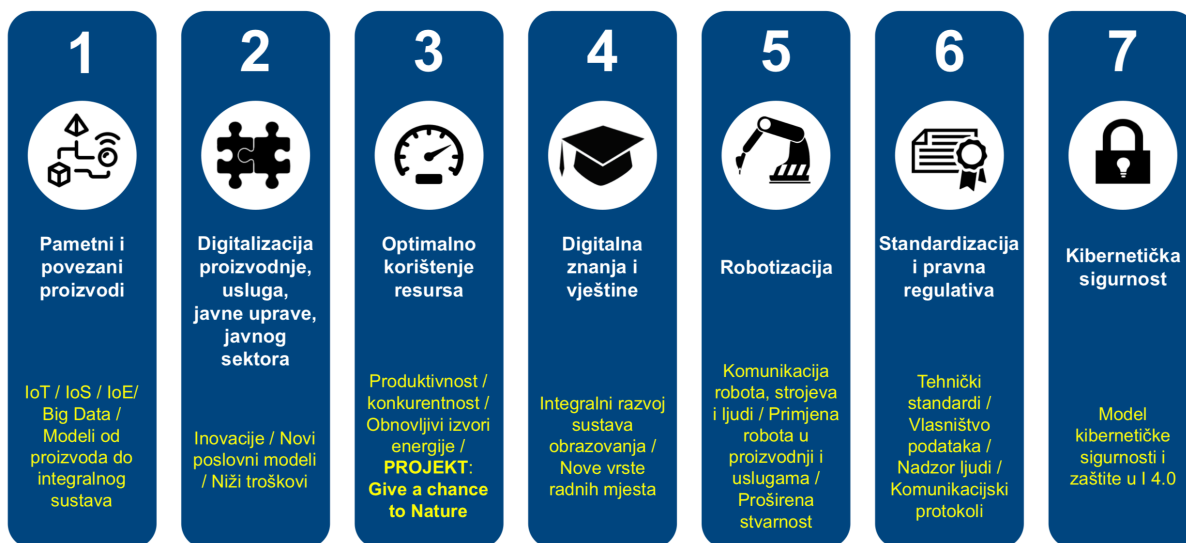 1
Pametni i
povezani
proizvodi
IoT / IoS / IoE/
Big Data /
Modeli od
proizvoda do
integralnog
sustava
2
Digitalizacija
proizvodnje,
usluga,
javne uprave,
javnog
sektora
Inovacije / Novi
poslovni modeli
/ Niži troškovi
3
Optimalno
korištenje
resursa
Produktivnost /
konkurentnost /
Obnovljivi izvori
energije /
PROJEKT:
Give a chance
to Nature
4
Digitalna
znanja i
vještine
Integralni razvoj
sustava
obrazovanja /
Nove vrste
radnih mjesta
5
Robotizacija
Komunikacija
robota, strojeva
i ljudi / Primjena
robota u
proizvodnji i
uslugama /
Proširena
stvarnost
6
Standardizacija
i pravna
regulativa
Tehnički
standardi /
Vlasništvo
podataka /
Nadzor ljudi /
Komunikacijski
protokoli
7
Kibernetička
sigurnost
Model
kibernetičke
sigurnosti i
zaštite u I 4.0